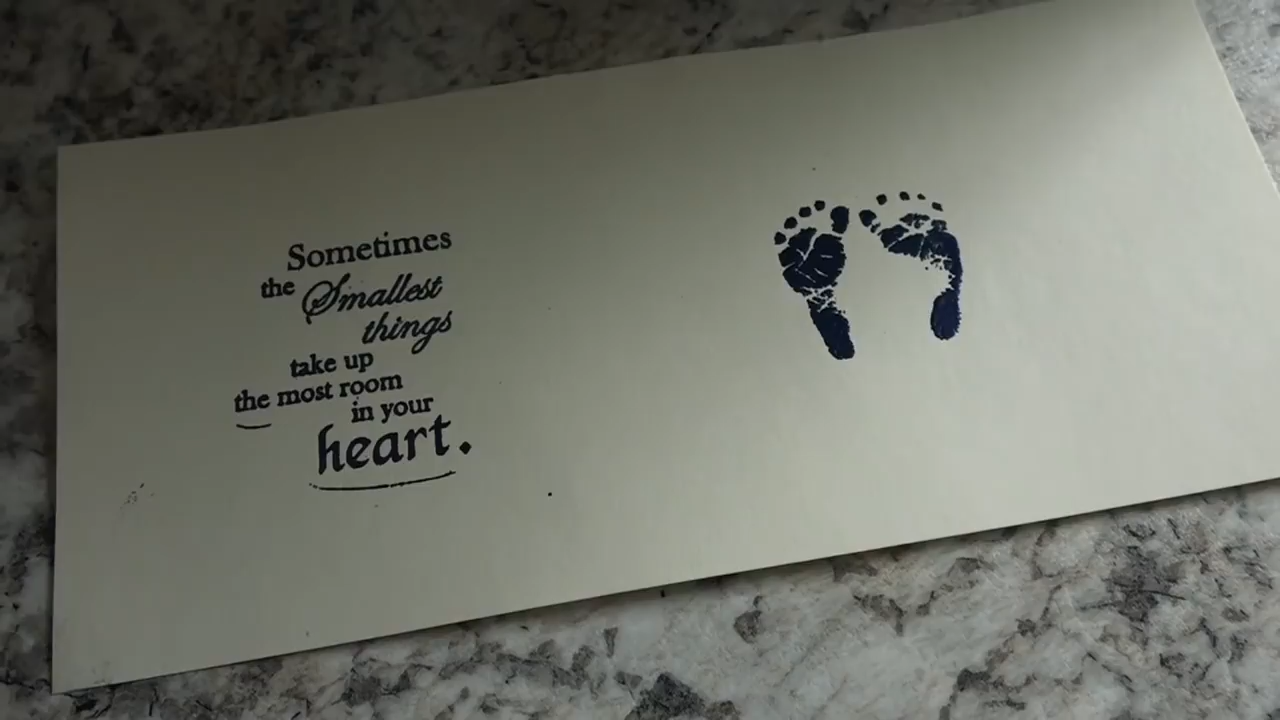 Sometimes
the Smallest
things
take up
the most room
in your
heart.